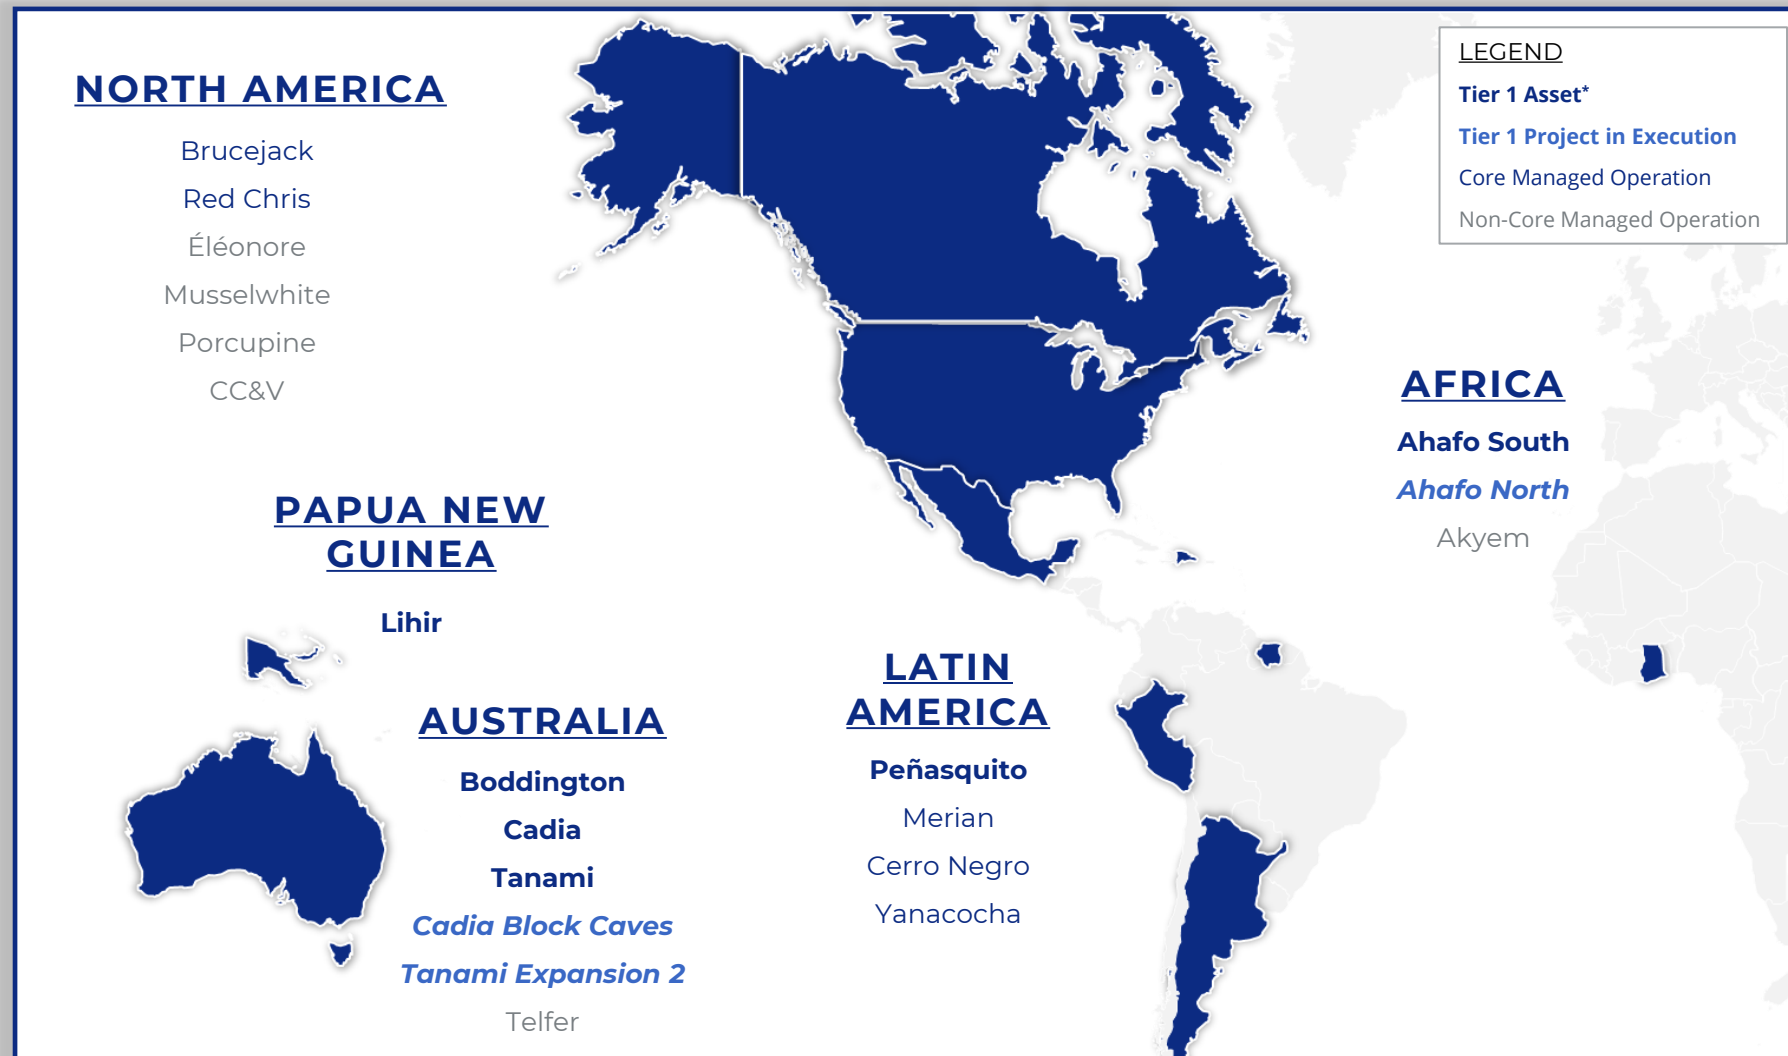 NORTH AMERICA
Brucejack
Red Chris
Éléonore
Musselwhite
Porcupine
CC&V
LEGEND
Tier 1 Asset*
Tier 1 Project in Execution
Core Managed Operation
Non-Core Managed Operation
AFRICA
Ahafo South
Ahafo North
Akyem
PAPUA NEW
GUINEA
Lihir
AUSTRALIA
Boddington
Cadia
Tanami
Cadia Block Caves
Tanami Expansion 2
Telfer
LATIN
AMERICA
Peñasquito
Merian
Cerro Negro
Yanacocha